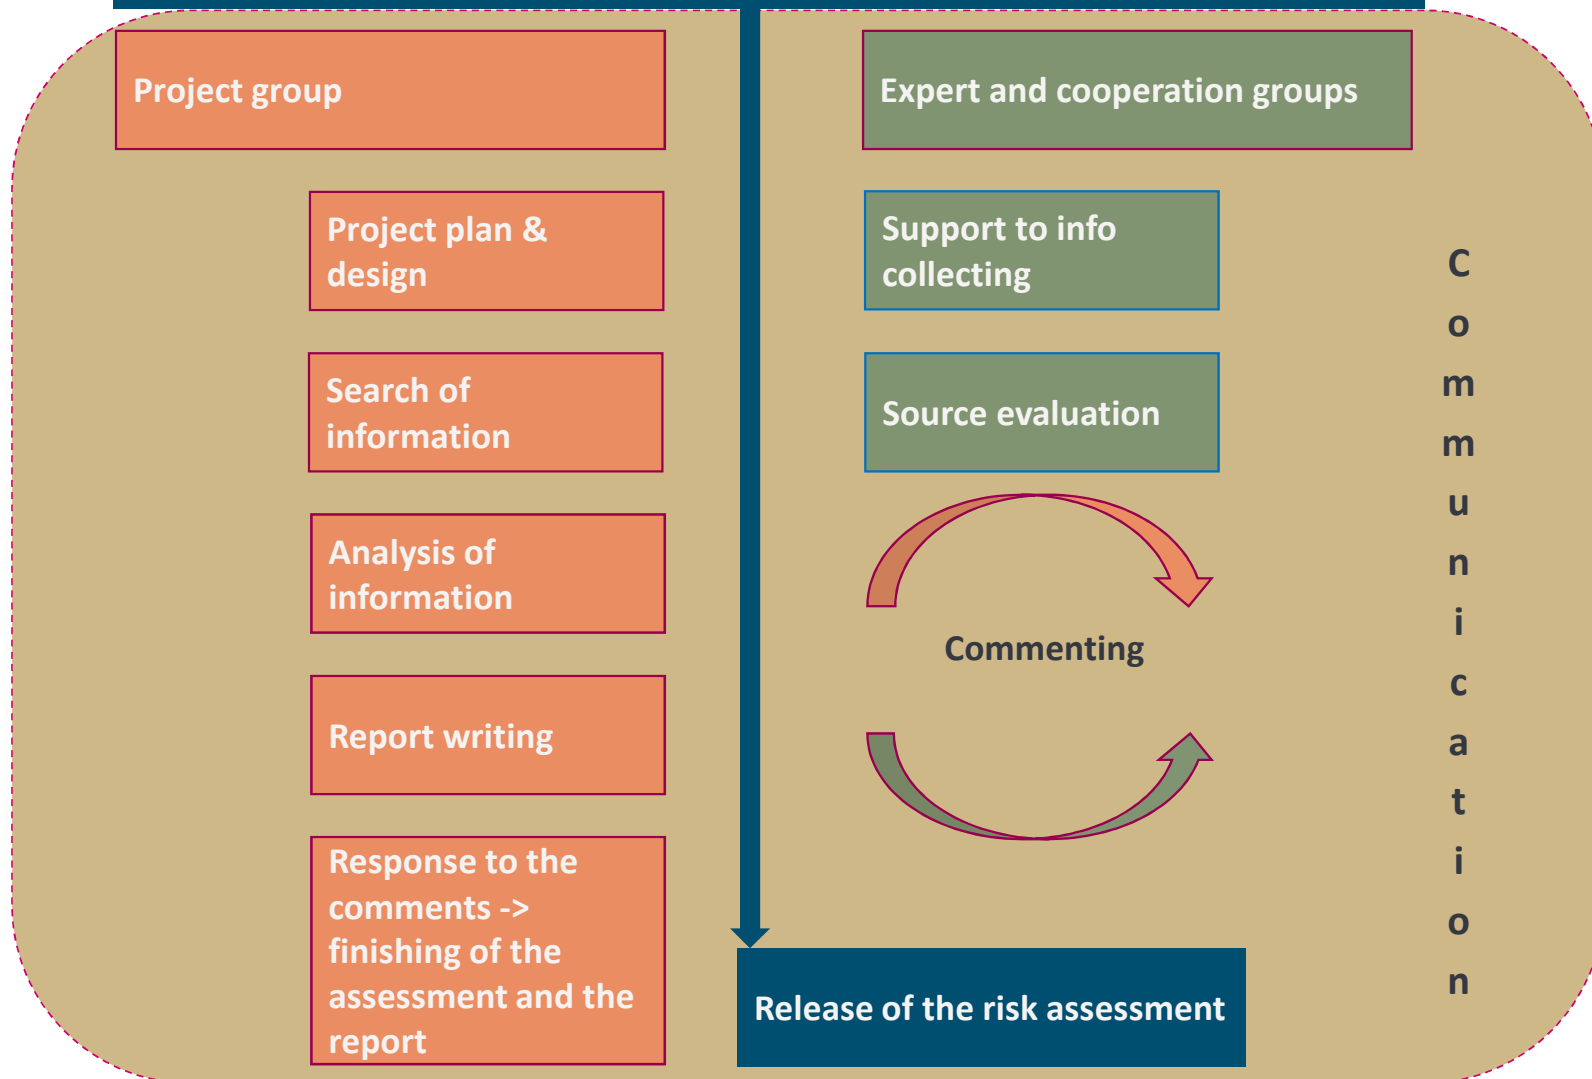 Project group
Project plan &
design
Search of
information
Analysis of
information
Report writing
Response to the
comments ->
finishing of the
assessment and the
report
Expert and cooperation groups
Support to info
collecting
Source evaluation
Commenting
Release of the risk assessment
C
o
m
m
u
n
i
c
a
t
i
o
n